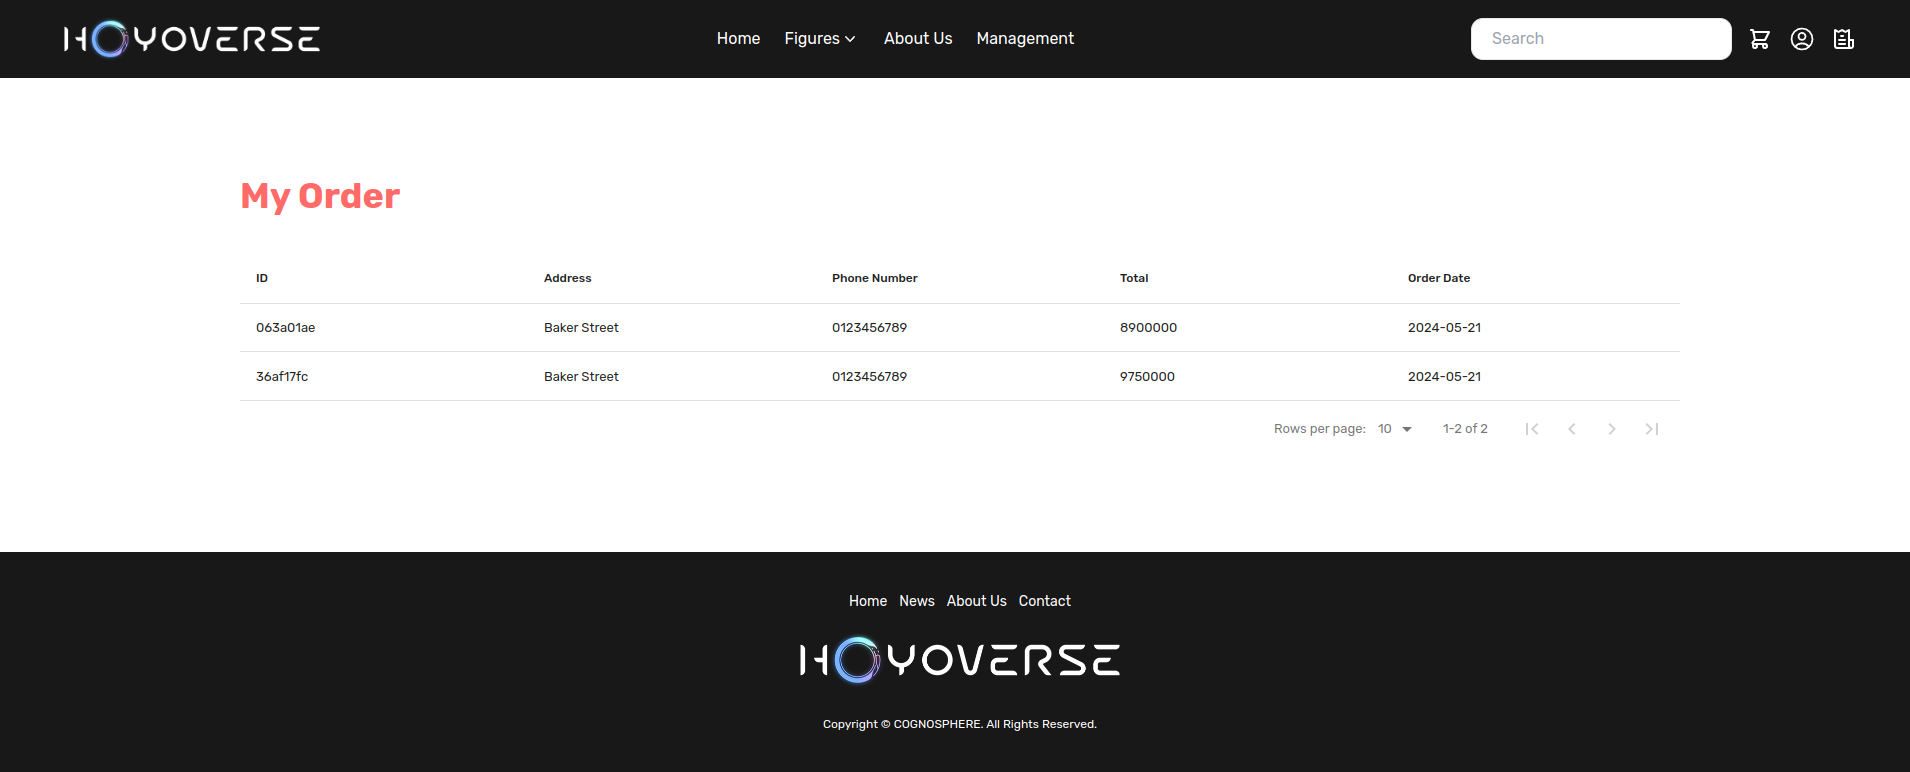 HOYOVERSE Home Figures About Us Management Search
My Order
ID Address Phone Number Total Order Date
063a01ae Baker Street 0123456789 8900000 2024-05-21
36af17fc Baker Street 0123456789 9750000 2024-05-21
Rows per page: 10 1-2 of 2
Home News About Us Contact
HOYOVERSE
Copyright © COGNOSPHERE. All Rights Reserved.